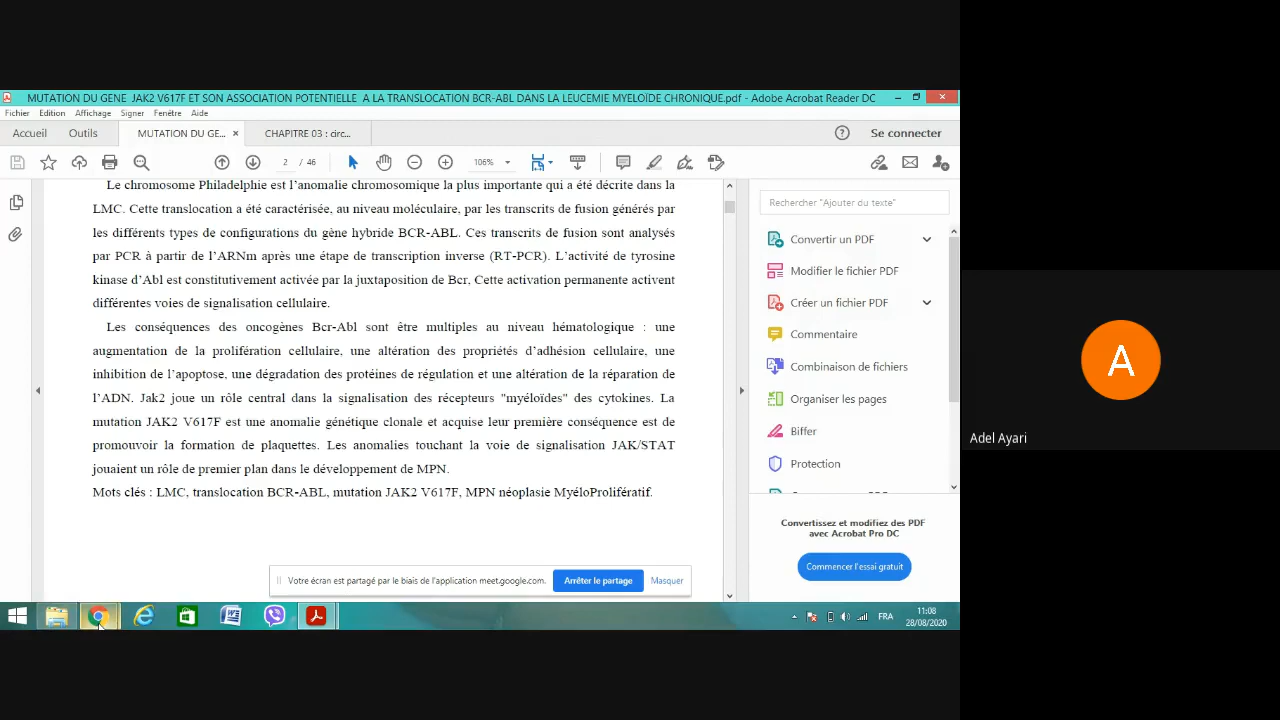 MUTATION DU GENE JAK2 V617F ET SON ASSOCIATION POTENTIELLE A LA TRANSLOCATION BCR-ABL DANS LA LEUCEMIE MYELOÏDE CHRONIQUE.pdf - Adobe Acrobat Reader DC
Fichier Edition Affichage Signer Fenêtre Aide
Accueil Outils MUTATION DU GE... × CHAPITRE 03 : circ... Se connecter
2 / 46 106%
Le chromosome Philadelphie est l'anomalie chromosomique la plus importante qui a été décrite dans la
LMC. Cette translocation a été caractérisée, au niveau moléculaire, par les transcrits de fusion générés par
les différents types de configurations du gène hybride BCR-ABL. Ces transcrits de fusion sont analysés
par PCR à partir de l'ARNm après une étape de transcription inverse (RT-PCR). L'activité de tyrosine
kinase d'Abl est constitutivement activée par la juxtaposition de Bcr, Cette activation permanente activent
différentes voies de signalisation cellulaire.
Les conséquences des oncogènes Bcr-Abl sont être multiples au niveau hématologique : une
augmentation de la prolifération cellulaire, une altération des propriétés d'adhésion cellulaire, une
inhibition de l'apoptose, une dégradation des protéines de régulation et une altération de la réparation de
l'ADN. Jak2 joue un rôle central dans la signalisation des récepteurs "myéloïdes" des cytokines. La
mutation JAK2 V617F est une anomalie génétique clonale et acquise leur première conséquence est de
promouvoir la formation de plaquettes. Les anomalies touchant la voie de signalisation JAK/STAT
jouaient un rôle de premier plan dans le développement de MPN.
Mots clés : LMC, translocation BCR-ABL, mutation JAK2 V617F, MPN néoplasie MyéloProlifératif.
Rechercher "Ajouter du texte"
Convertir un PDF
Modifier le fichier PDF
Créer un fichier PDF
Commentaire
Combinaison de fichiers
Organiser les pages
Biffer
Protection
Convertissez et modifiez des PDF
avec Acrobat Pro DC
Commencer l'essai gratuit
Votre écran est partagé par le biais de l'application meet.google.com. Arrêter le partage Masquer
FRA
11:08
28/08/2020
A
Adel Ayari